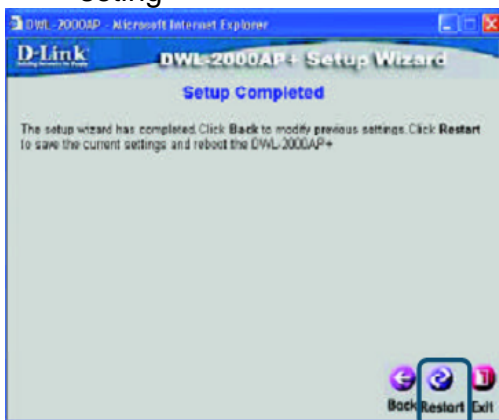 setting
DWL-2000AP - Microsoft Internet Explorer
D-Link
DWL-2000AP+ Setup Wizard
Setup Completed
The setup wizard has completed. Click Back to modify previous settings. Click Restart
to save the current settings and reboot the DWL-2000AP+
Back Restart Exit